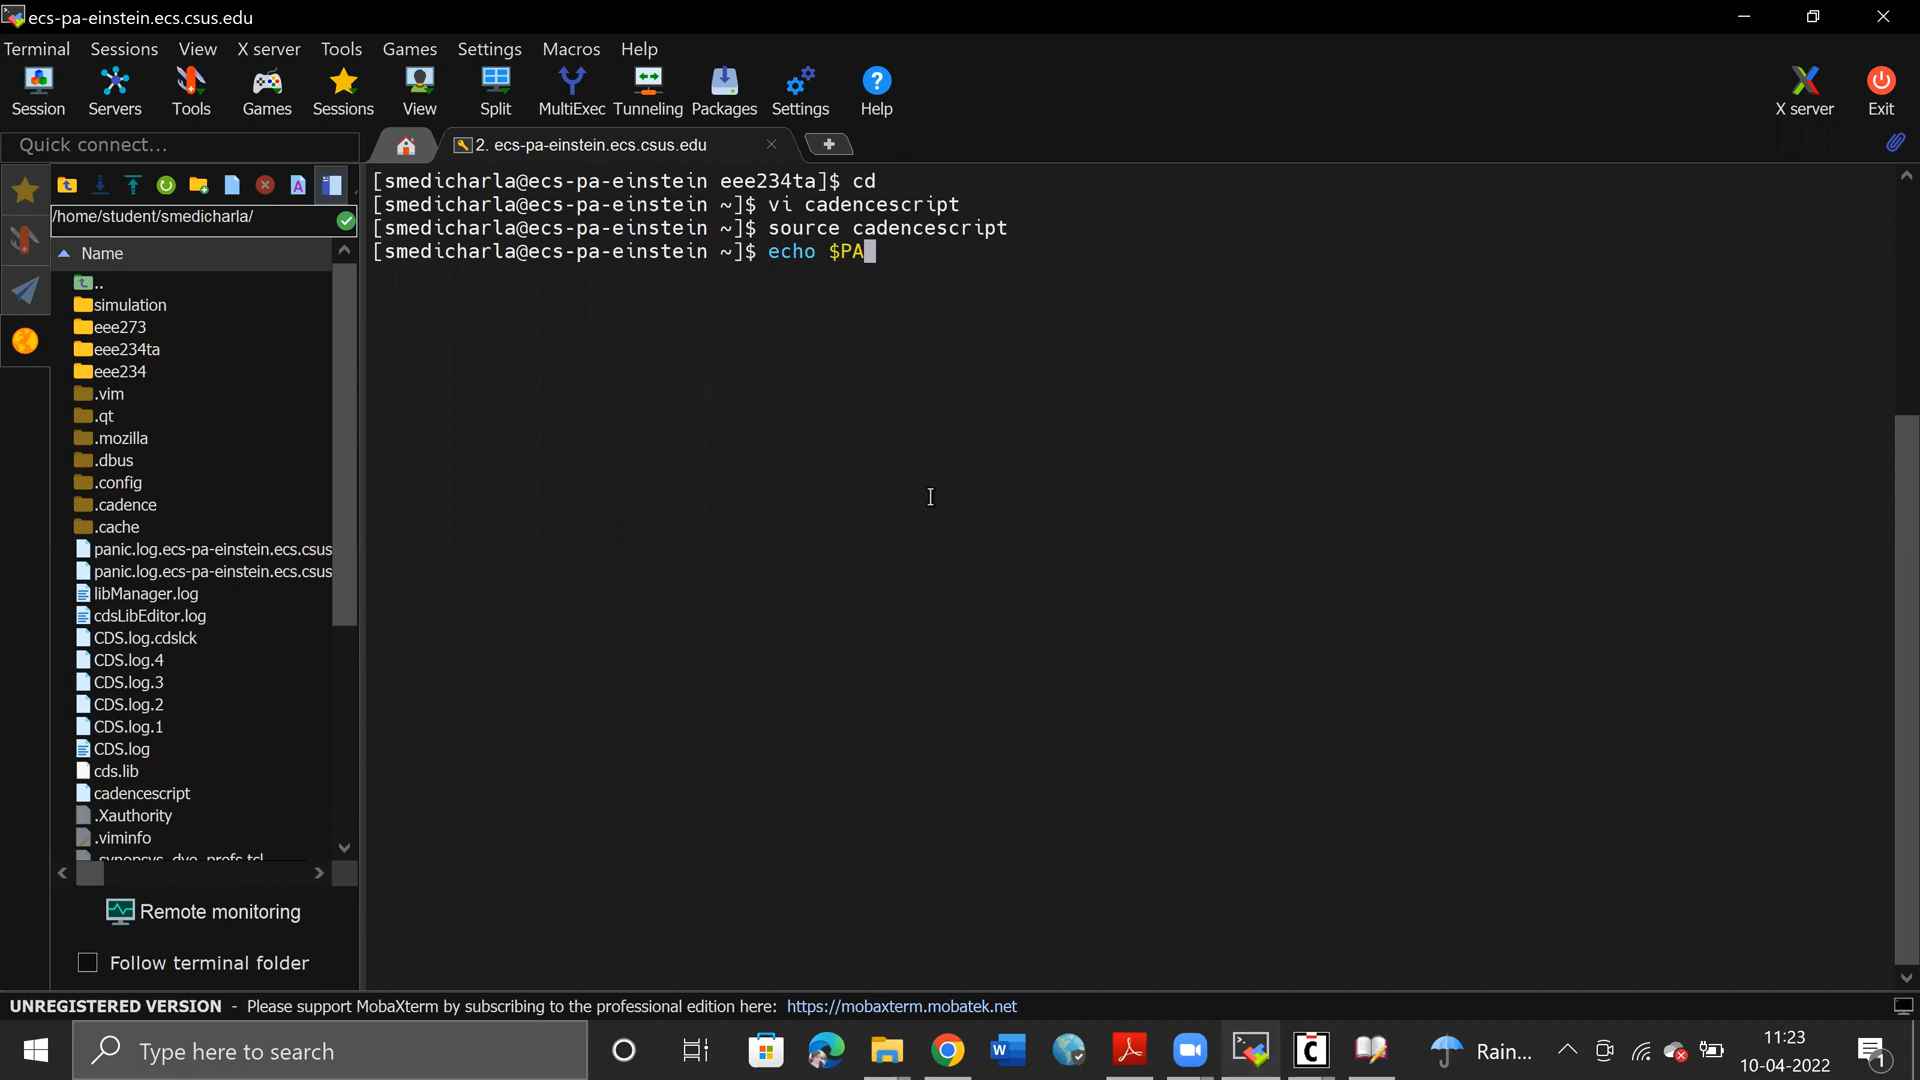 ecs-pa-einstein.ecs.csus.edu
Terminal Sessions View X server Tools Games Settings Macros Help
Session Servers Tools Games Sessions View Split MultiExec Tunneling Packages Settings Help X server Exit
Quick connect...
2. ecs-pa-einstein.ecs.csus.edu
/home/student/smedicharla/
Name
..
simulation
eee273
eee234ta
eee234
.vim
.qt
.mozilla
.dbus
.config
.cadence
.cache
panic.log.ecs-pa-einstein.ecs.csus
panic.log.ecs-pa-einstein.ecs.csus
libManager.log
cdsLibEditor.log
CDS.log.cdslck
CDS.log.4
CDS.log.3
CDS.log.2
CDS.log.1
CDS.log
cds.lib
cadencescript
.Xauthority
.viminfo
.synopsys_dve_prefs.tcl
[smedicharla@ecs-pa-einstein eee234ta]$ cd
[smedicharla@ecs-pa-einstein ~]$ vi cadencescript
[smedicharla@ecs-pa-einstein ~]$ source cadencescript
[smedicharla@ecs-pa-einstein ~]$ echo $PA
Remote monitoring
Follow terminal folder
UNREGISTERED VERSION - Please support MobaXterm by subscribing to the professional edition here: https://mobaxterm.mobatek.net
Type here to search
Rain...
11:23
10-04-2022
1